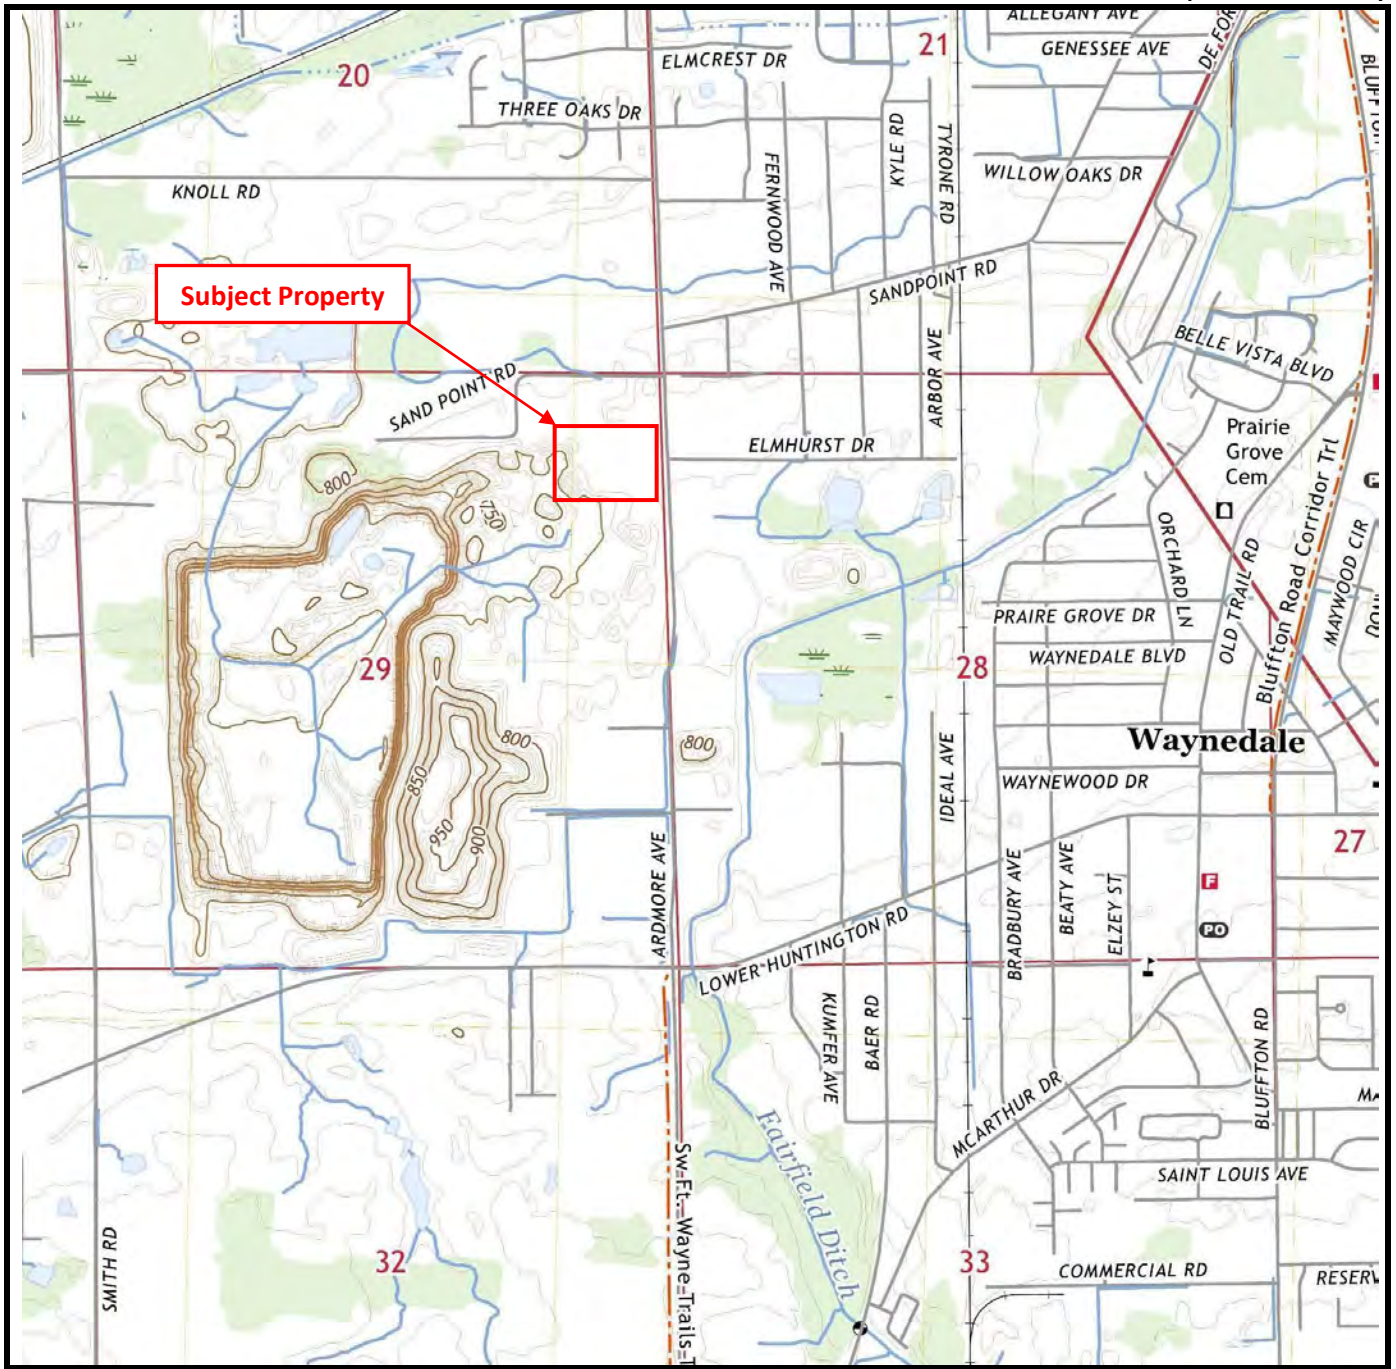 ALLEGANY AVE
21
GENESSEE AVE
DE FOR
ELMCREST DR
20
THREE OAKS DR
BLUFFTON
KYLE RD
TYRONE RD
FERNWOOD AVE
WILLOW OAKS DR
KNOLL RD
Subject Property
SANDPOINT RD
BELLE VISTA BLVD
ARBOR AVE
SAND POINT RD
ELMHURST DR
Prairie
Grove
Cem
800
750
ORCHARD LN
OLD TRAIL RD
Bluffton Road Corridor Trl
MAYWOOD CIR
PRAIRE GROVE DR
WAYNEDALE BLVD
29
28
Waynedale
800
800
850
950
900
WAYNEWOOD DR
IDEAL AVE
27
ARDMORE AVE
BRADBURY AVE
BEATY AVE
ELZEY ST
F
PO
LOWER HUNTINGTON RD
KUMFER AVE
BAER RD
BLUFFTON RD
MCARTHUR DR
MA
Fairfield Ditch
Sw-Ft.-Wayne-Trails-T
SAINT LOUIS AVE
SMITH RD
32
33
COMMERCIAL RD
RESERV